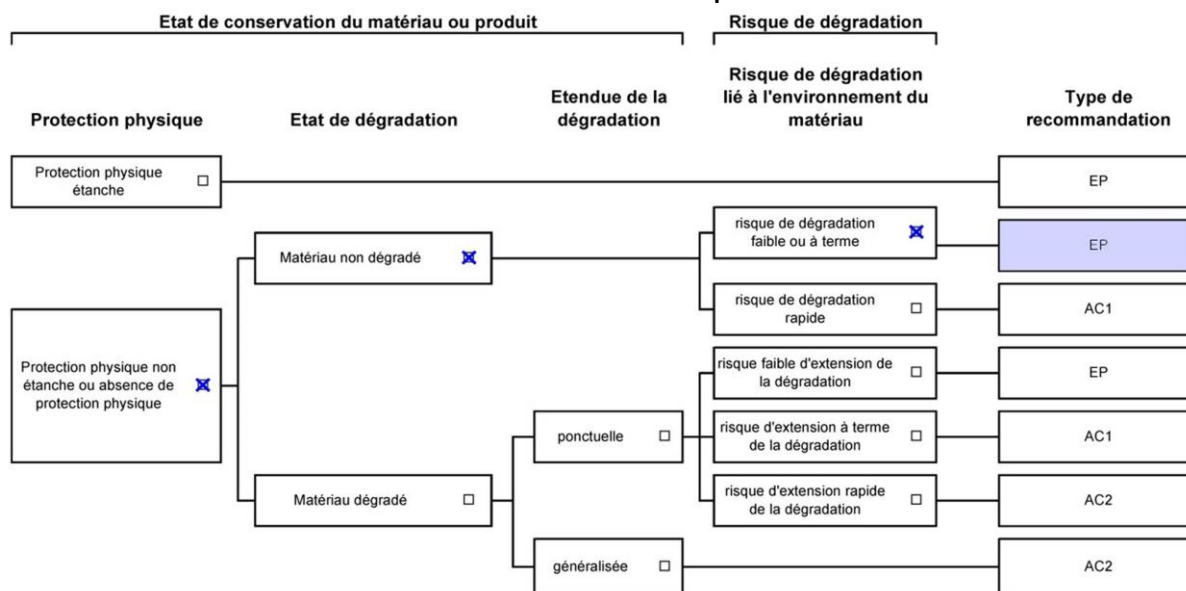 Etat de conservation du matériau ou produit
Risque de dégradation
Protection physique
Etat de dégradation
Etendue de la
dégradation
Risque de dégradation
lié à l'environnement du
matériau
Type de
recommandation
Protection physique
étanche
EP
risque de dégradation
faible ou à terme
EP
Matériau non dégradé
risque de dégradation
rapide
AC1
Protection physique non
étanche ou absence de
protection physique
risque faible d'extension de
la dégradation
EP
ponctuelle
risque d'extension à terme
de la dégradation
AC1
Matériau dégradé
risque d'extension rapide
de la dégradation
AC2
généralisée
AC2